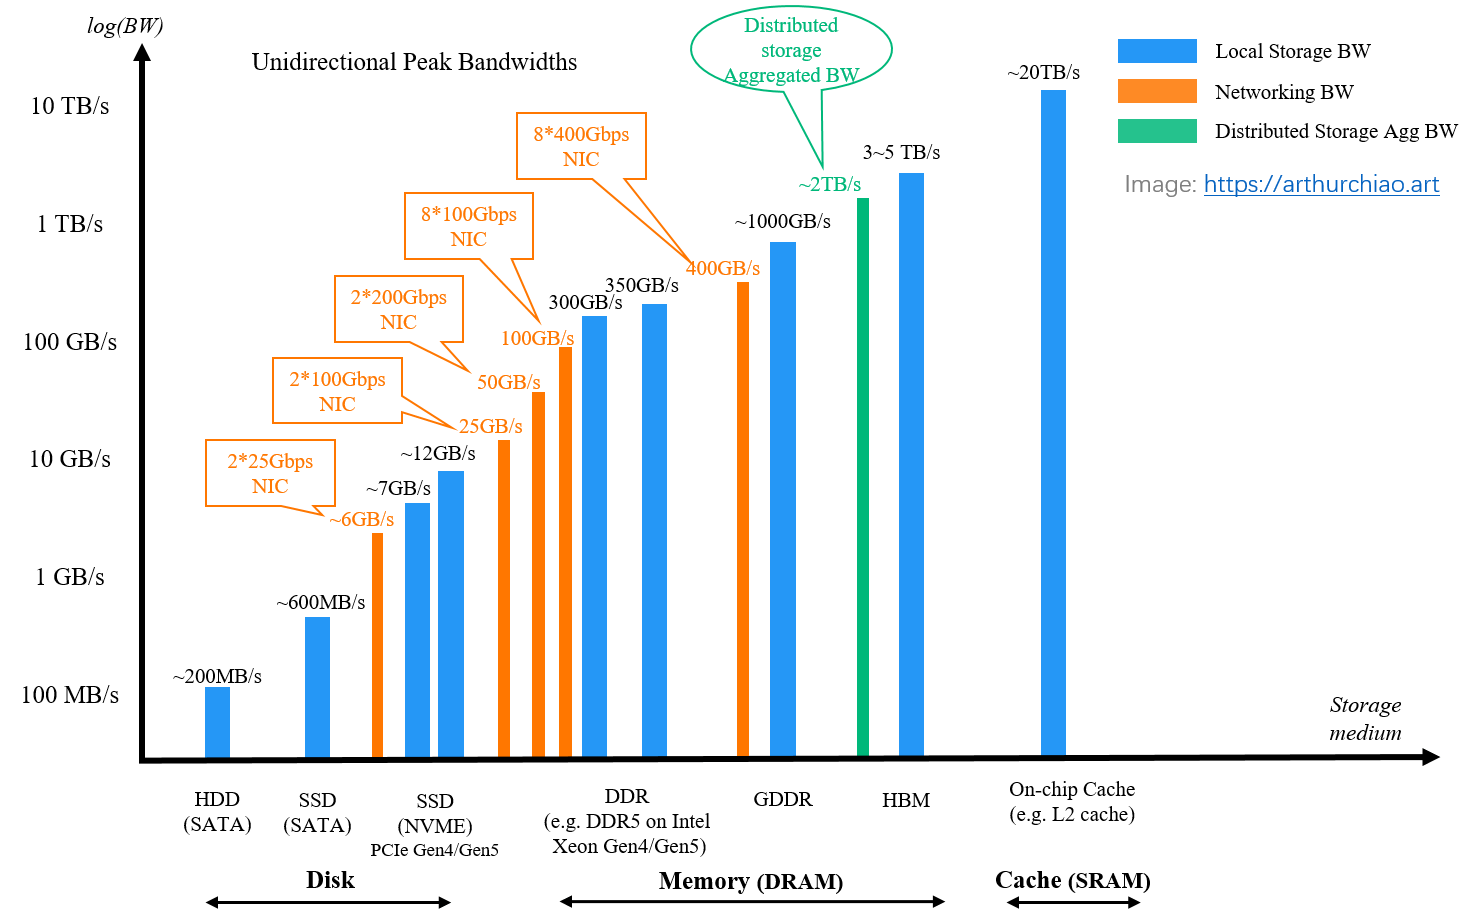 log(BW)
Unidirectional Peak Bandwidths
10 TB/s
1 TB/s
100 GB/s
10 GB/s
1 GB/s
100 MB/s
Distributed
storage
Aggregated BW
8*400Gbps
NIC
8*100Gbps
NIC
2*200Gbps
NIC
2*100Gbps
NIC
2*25Gbps
NIC
~200MB/s
~600MB/s
~6GB/s
~7GB/s
~12GB/s
25GB/s
50GB/s
100GB/s
300GB/s
350GB/s
400GB/s
~1000GB/s
~2TB/s
3~5 TB/s
~20TB/s
Local Storage BW
Networking BW
Distributed Storage Agg BW
Image: https://arthurchiao.art
Storage
medium
HDD
(SATA)
SSD
(SATA)
SSD
(NVME)
PCIe Gen4/Gen5
DDR
(e.g. DDR5 on Intel
Xeon Gen4/Gen5)
GDDR
HBM
On-chip Cache
(e.g. L2 cache)
Disk
Memory (DRAM)
Cache (SRAM)